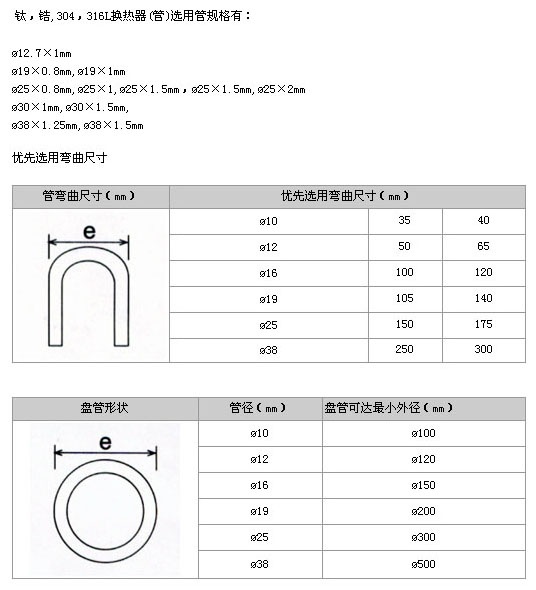 钛，锆,304，316L换热器(管)选用管规格有：
ø12.7×1mm
ø19×0.8mm,ø19×1mm
ø25×0.8mm,ø25×1,ø25×1.5mm，ø25×1.5mm,ø25×2mm
ø30×1mm,ø30×1.5mm,
ø38×1.25mm,ø38×1.5mm
优先选用弯曲尺寸
管弯曲尺寸（mm） 优先选用弯曲尺寸（mm）
e
ø10 35 40
ø12 50 65
ø16 100 120
ø19 105 140
ø25 150 175
ø38 250 300
盘管形状 管径（mm） 盘管可达最小外径（mm）
e
ø10 ø100
ø12 ø120
ø16 ø150
ø19 ø200
ø25 ø300
ø38 ø500